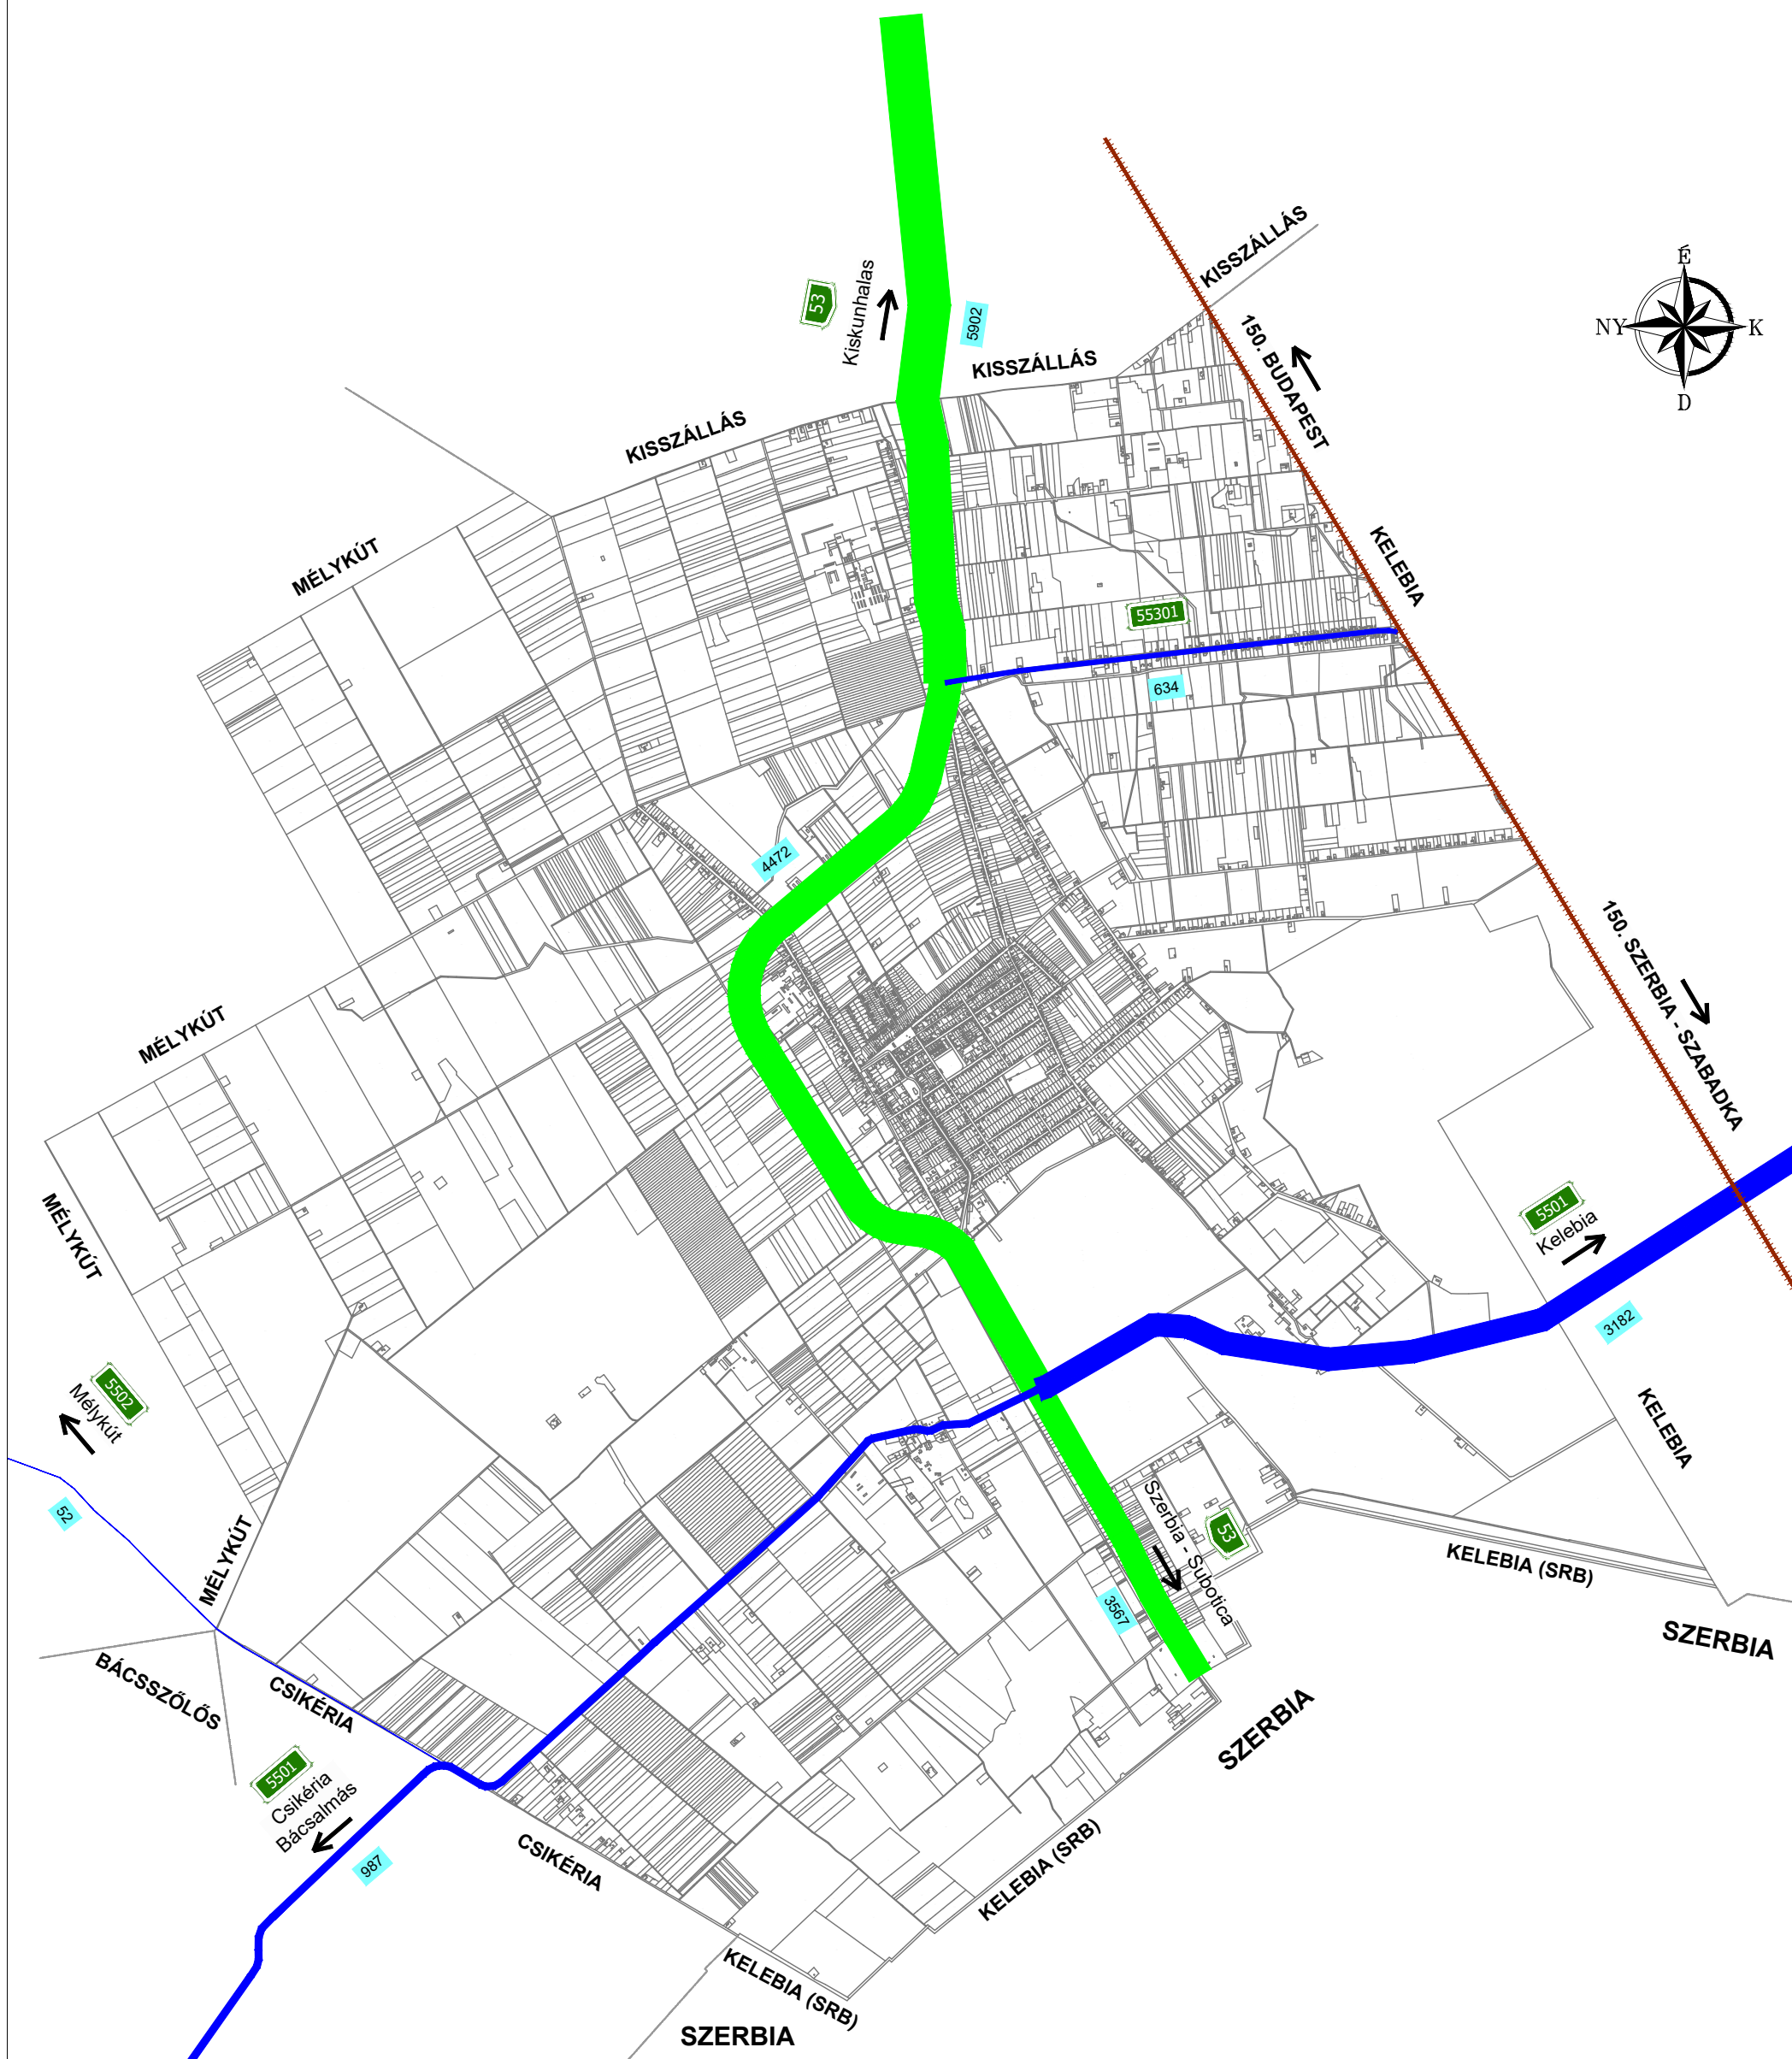 KISSZÁLLÁS
É
NY
K
D
53
Kiskunhalas
5902
150. BUDAPEST
KISSZÁLLÁS
KISSZÁLLÁS
MÉLYKÚT
KELEBIA
55301
634
4472
150. SZERBIA - SZABADKA
MÉLYKÚT
MÉLYKÚT
5501
Kelebia
3182
5502
Mélykút
52
MÉLYKÚT
KELEBIA
Szerbia - Subotica
53
3567
KELEBIA (SRB)
SZERBIA
BÁCSSZŐLŐS
CSIKÉRIA
SZERBIA
5501
Csikéria
Bácsalmás
987
CSIKÉRIA
KELEBIA (SRB)
KELEBIA (SRB)
SZERBIA